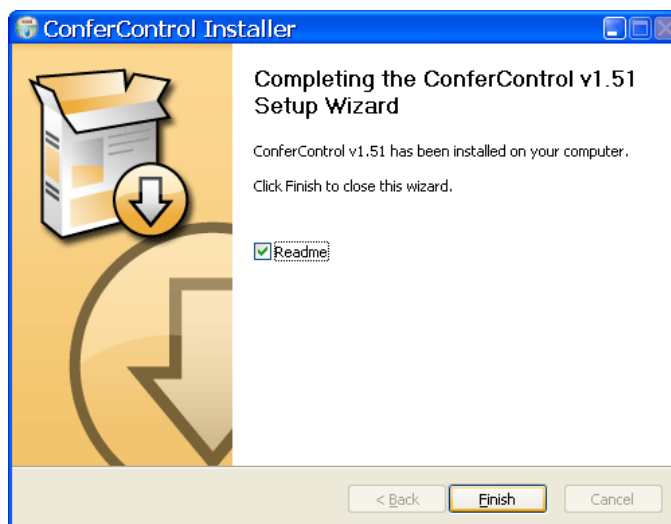 ConferControl Installer
Completing the ConferControl v1.51
Setup Wizard
ConferControl v1.51 has been installed on your computer.
Click Finish to close this wizard.
Readme
< Back
Finish
Cancel